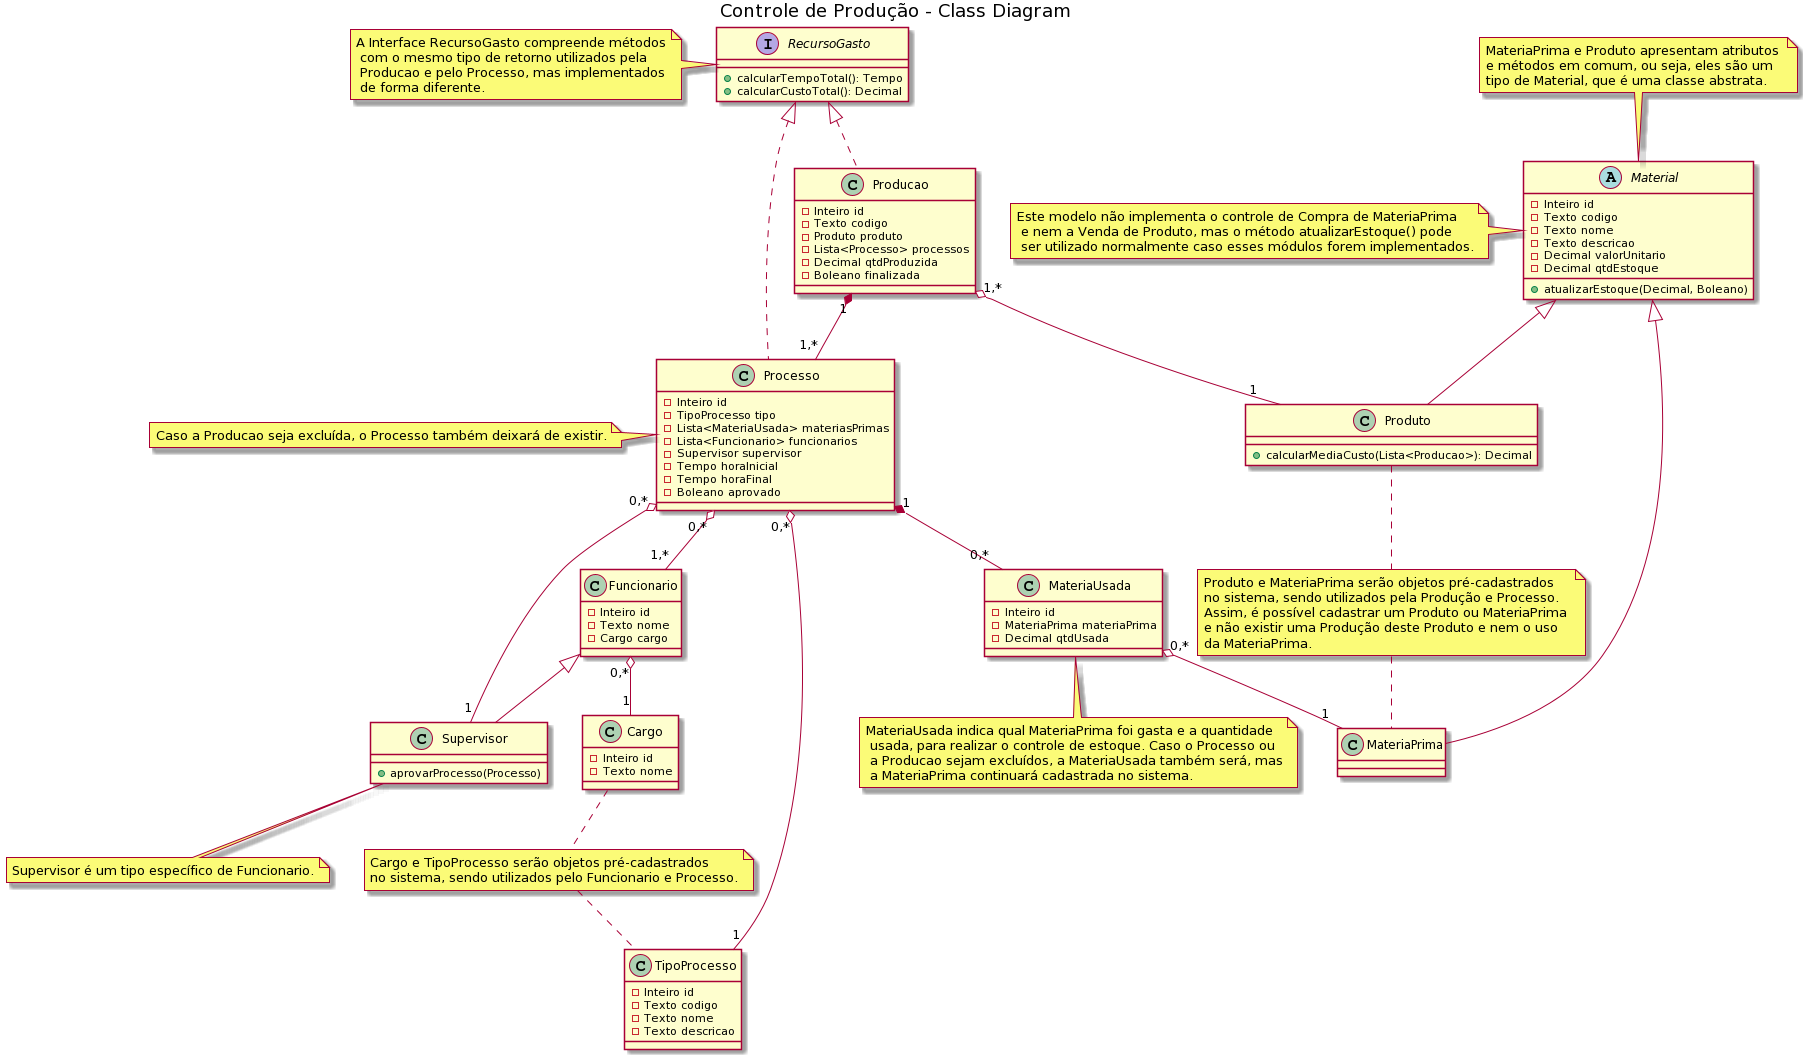 Controle de Produção - Class Diagram
A Interface RecursoGasto compreende métodos
com o mesmo tipo de retorno utilizados pela
Producao e pelo Processo, mas implementados
de forma diferente.
I RecursoGasto
calcularTempoTotal(): Tempo
calcularCustoTotal(): Decimal
MateriaPrima e Produto apresentam atributos
e métodos em comum, ou seja, eles são um
tipo de Material, que é uma classe abstrata.
C Producao
Inteiro id
Texto codigo
Produto produto
Lista<Processo> processos
Decimal qtdProduzida
Boleano finalizada
Este modelo não implementa o controle de Compra de MateriaPrima
e nem a Venda de Produto, mas o método atualizarEstoque() pode
ser utilizado normalmente caso esses módulos forem implementados.
A Material
Inteiro id
Texto codigo
Texto nome
Texto descricao
Decimal valorUnitario
Decimal qtdEstoque
atualizarEstoque(Decimal, Boleano)
1,*
1
1,*
1
Caso a Producao seja excluída, o Processo também deixará de existir.
C Processo
Inteiro id
TipoProcesso tipo
Lista<MateriaUsada> materiasPrimas
Lista<Funcionario> funcionarios
Supervisor supervisor
Tempo horaInicial
Tempo horaFinal
Boleano aprovado
C Produto
calcularMediaCusto(Lista<Producao>): Decimal
0,*
0,*
0,*
1
1,*
0,*
C Funcionario
Inteiro id
Texto nome
Cargo cargo
C MateriaUsada
Inteiro id
MateriaPrima materiaPrima
Decimal qtdUsada
Produto e MateriaPrima serão objetos pré-cadastrados
no sistema, sendo utilizados pela Produção e Processo.
Assim, é possível cadastrar um Produto ou MateriaPrima
e não existir uma Produção deste Produto e nem o uso
da MateriaPrima.
0,*
0,*
1
1
1
C Supervisor
aprovarProcesso(Processo)
C Cargo
Inteiro id
Texto nome
MateriaUsada indica qual MateriaPrima foi gasta e a quantidade
usada, para realizar o controle de estoque. Caso o Processo ou
a Producao sejam excluídos, a MateriaUsada também será, mas
a MateriaPrima continuará cadastrada no sistema.
C MateriaPrima
Supervisor é um tipo específico de Funcionario.
Cargo e TipoProcesso serão objetos pré-cadastrados
no sistema, sendo utilizados pelo Funcionario e Processo.
1
C TipoProcesso
Inteiro id
Texto codigo
Texto nome
Texto descricao